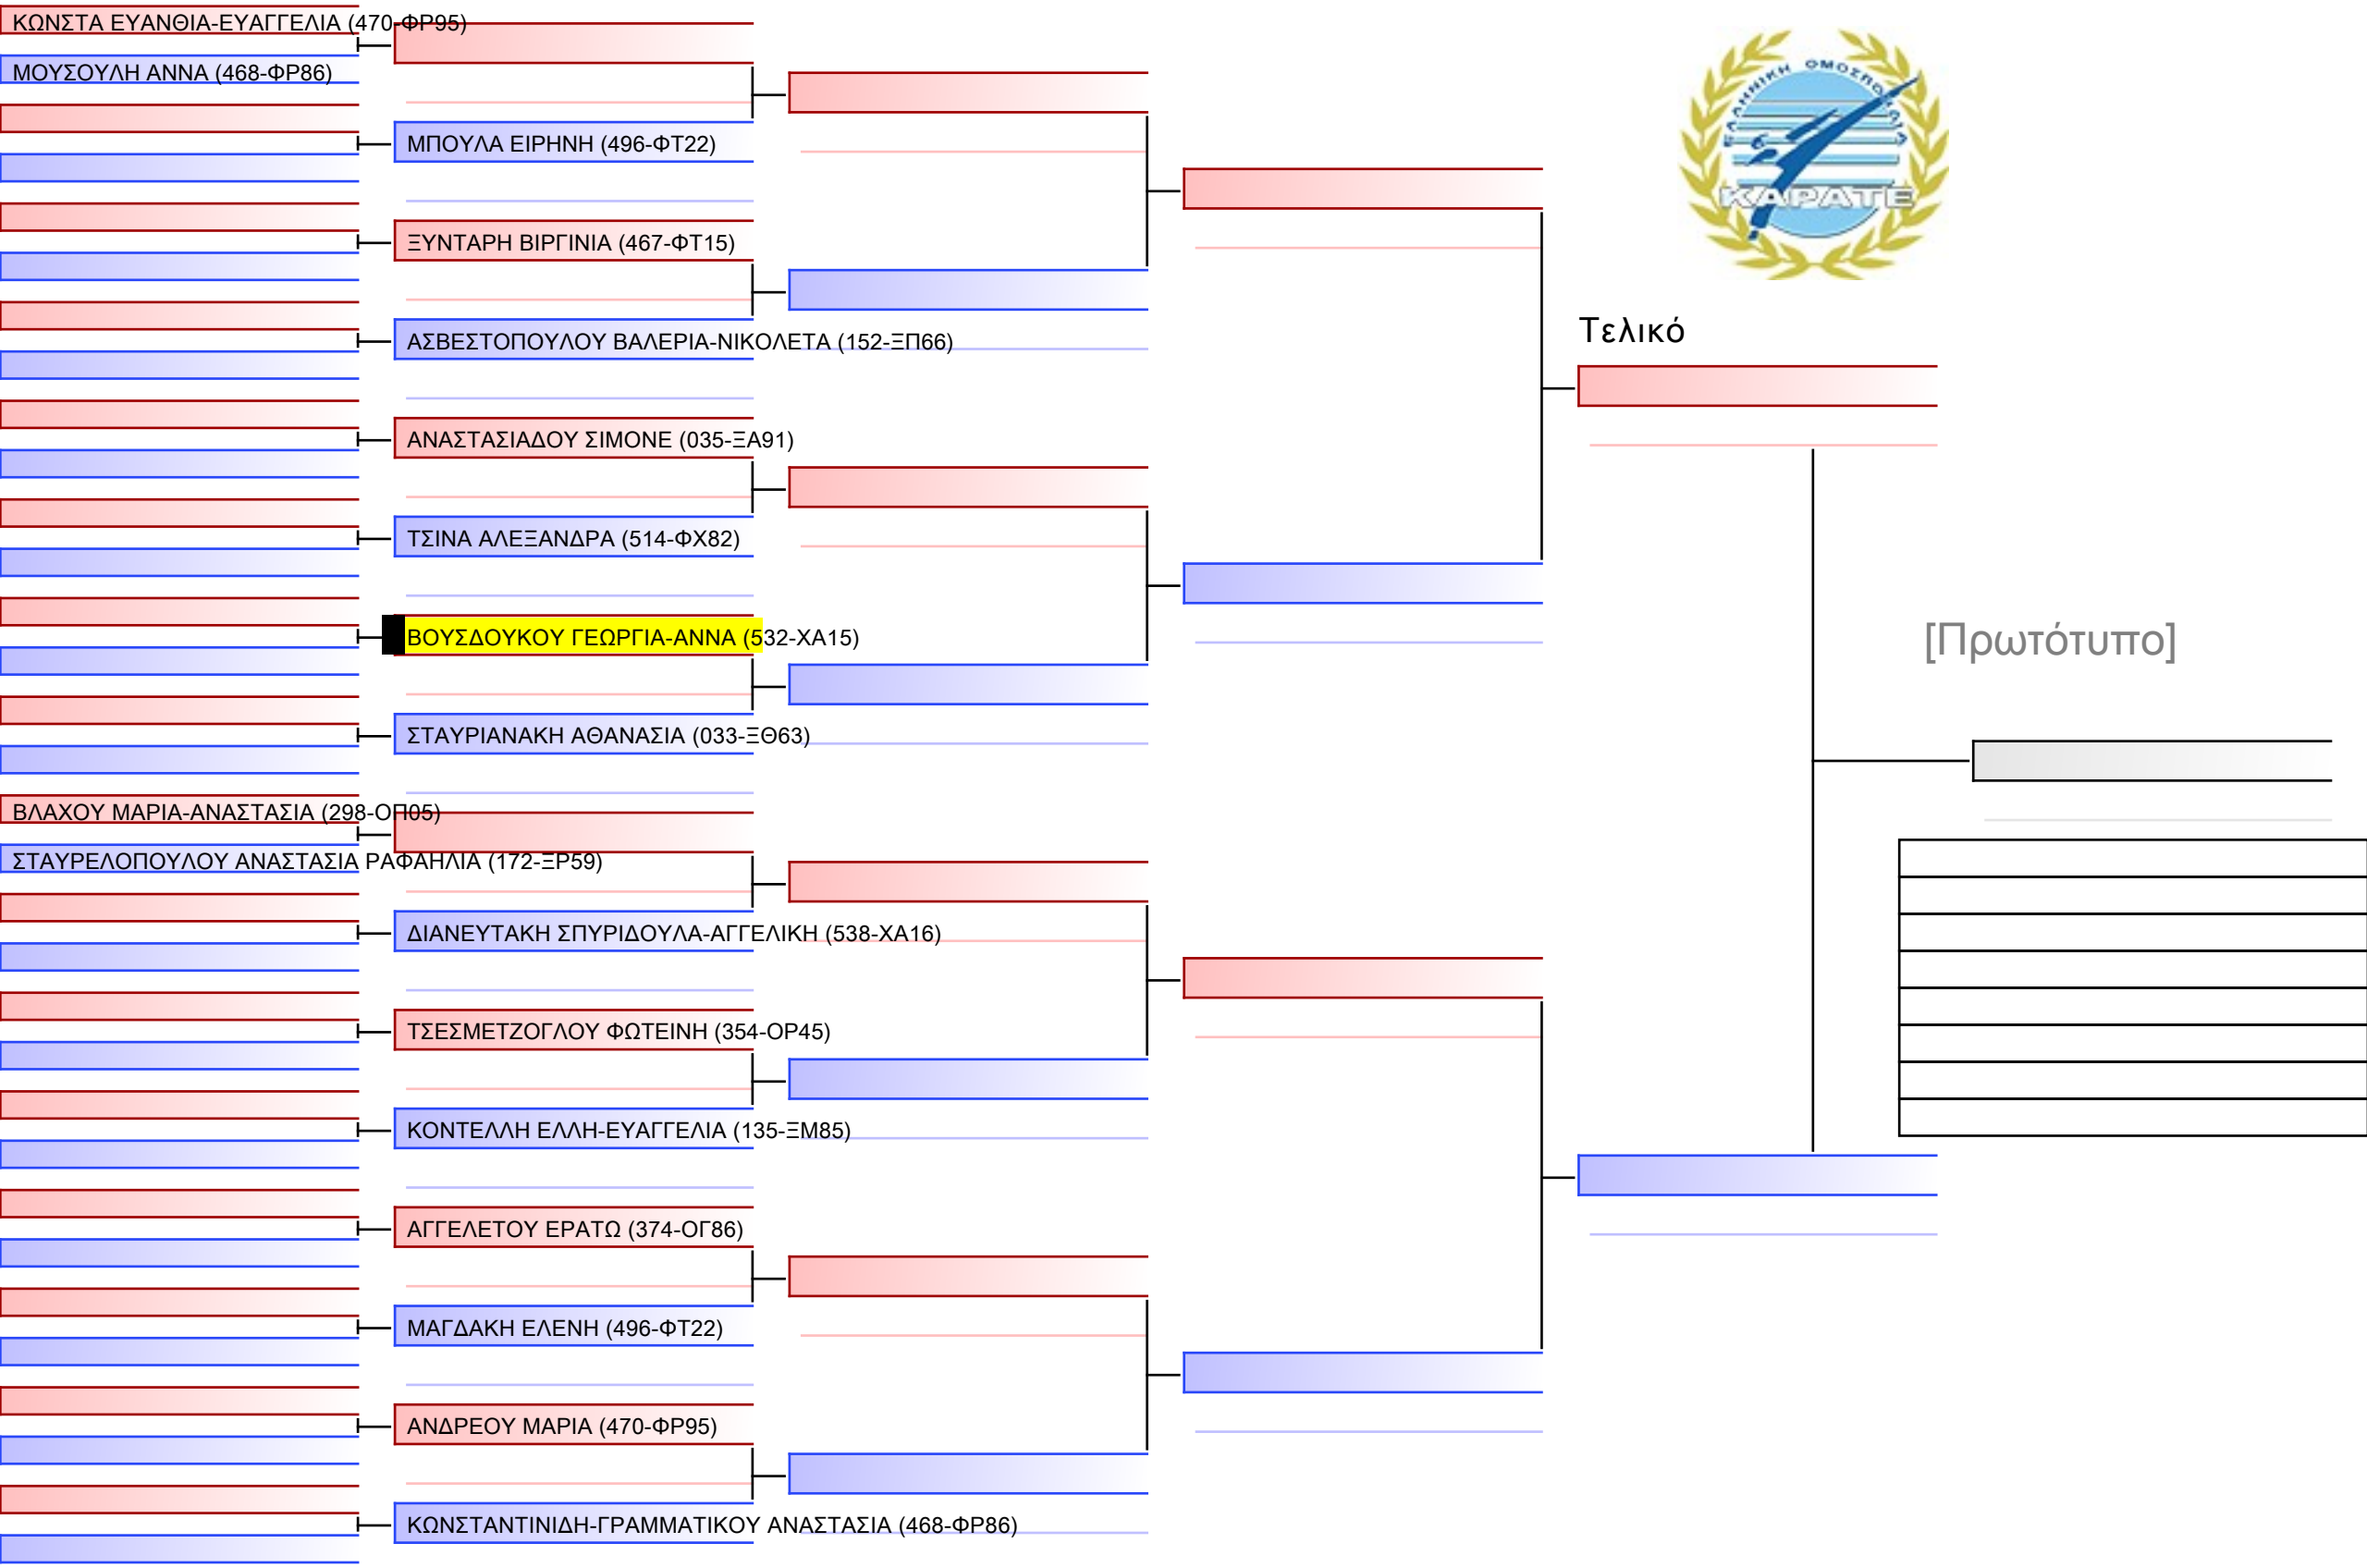 ΚΩΝΣΤΑ ΕΥΑΝΘΙΑ-ΕΥΑΓΓΕΛΙΑ (470-ΦΡ95)
ΜΟΥΣΟΥΛΗ ΑΝΝΑ (468-ΦΡ86)
ΜΠΟΥΛΑ ΕΙΡΗΝΗ (496-ΦΤ22)
ΞΥΝΤΑΡΗ ΒΙΡΓΙΝΙΑ (467-ΦΤ15)
ΑΣΒΕΣΤΟΠΟΥΛΟΥ ΒΑΛΕΡΙΑ-ΝΙΚΟΛΕΤΑ (152-ΞΠ66)
ΑΝΑΣΤΑΣΙΑΔΟΥ ΣΙΜΟΝΕ (035-ΞΑ91)
ΤΣΙΝΑ ΑΛΕΞΑΝΔΡΑ (514-ΦΧ82)
ΒΟΥΣΔΟΥΚΟΥ ΓΕΩΡΓΙΑ-ΑΝΝΑ (532-ΧΑ15)
ΣΤΑΥΡΙΑΝΑΚΗ ΑΘΑΝΑΣΙΑ (033-ΞΘ63)
ΒΛΑΧΟΥ ΜΑΡΙΑ-ΑΝΑΣΤΑΣΙΑ (298-ΟΠ05)
ΣΤΑΥΡΕΛΟΠΟΥΛΟΥ ΑΝΑΣΤΑΣΙΑ ΡΑΦΑΗΛΙΑ (172-ΞΡ59)
ΔΙΑΝΕΥΤΑΚΗ ΣΠΥΡΙΔΟΥΛΑ-ΑΓΓΕΛΙΚΗ (538-ΧΑ16)
ΤΣΕΣΜΕΤΖΟΓΛΟΥ ΦΩΤΕΙΝΗ (354-ΟΡ45)
ΚΟΝΤΕΛΛΗ ΕΛΛΗ-ΕΥΑΓΓΕΛΙΑ (135-ΞΜ85)
ΑΓΓΕΛΕΤΟΥ ΕΡΑΤΩ (374-ΟΓ86)
ΜΑΓΔΑΚΗ ΕΛΕΝΗ (496-ΦΤ22)
ΑΝΔΡΕΟΥ ΜΑΡΙΑ (470-ΦΡ95)
ΚΩΝΣΤΑΝΤΙΝΙΔΗ-ΓΡΑΜΜΑΤΙΚΟΥ ΑΝΑΣΤΑΣΙΑ (468-ΦΡ86)
ΕΛΛΗΝΙΚΗ ΟΜΟΣΠΟΝΔΙΑ
ΚΑΡΑΤΕ
Τελικό
[Πρωτότυπο]